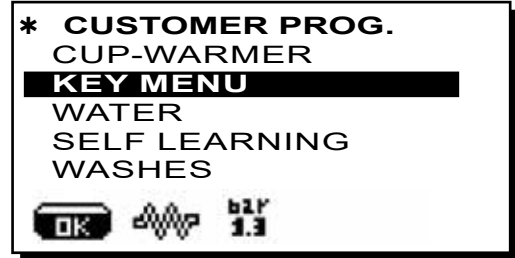 * CUSTOMER PROG.
CUP-WARMER
KEY MENU
WATER
SELF LEARNING
WASHES
OK bar
1.3